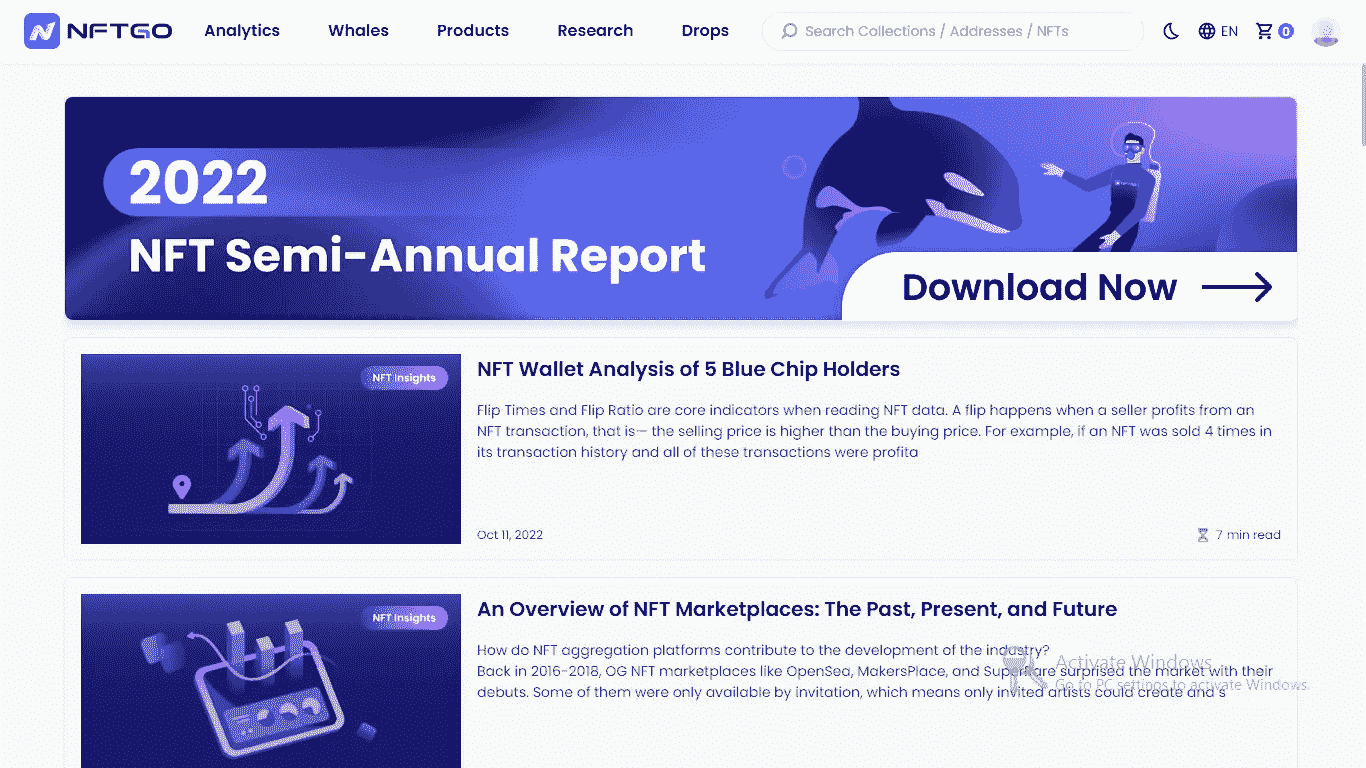 NFTGO
Analytics
Whales
Products
Research
Drops
Search Collections / Addresses / NFTs
EN
0
2022
NFT Semi-Annual Report
Download Now
NFT Insights
NFT Wallet Analysis of 5 Blue Chip Holders
Flip Times and Flip Ratio are core indicators when reading NFT data. A flip happens when a seller profits from an
NFT transaction, that is— the selling price is higher than the buying price. For example, if an NFT was sold 4 times in
its transaction history and all of these transactions were profita
Oct 11, 2022
7 min read
NFT Insights
An Overview of NFT Marketplaces: The Past, Present, and Future
How do NFT aggregation platforms contribute to the development of the industry?
Back in 2016-2018, OG NFT marketplaces like OpenSea, MakersPlace, and SuperRare surprised the market with their
debuts. Some of them were only available by invitation, which means only invited artists could create and s
Activate Windows
Go to PC settings to activate Windows.